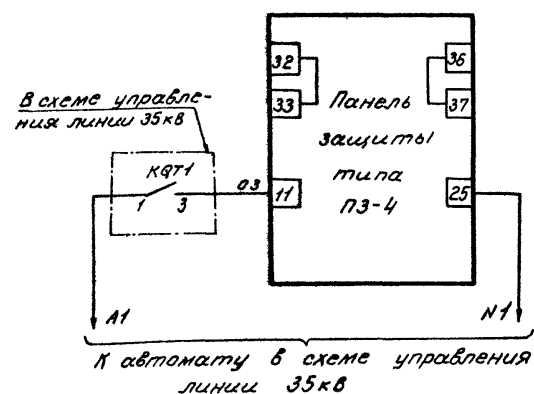 В схеме управле-
ния линии 35кв
KQT1
1 3
03
32
33
36
37
11
25
Панель
защиты
типа
ПЗ-4
А1
N1
К автомату в схеме управления
линии 35кв